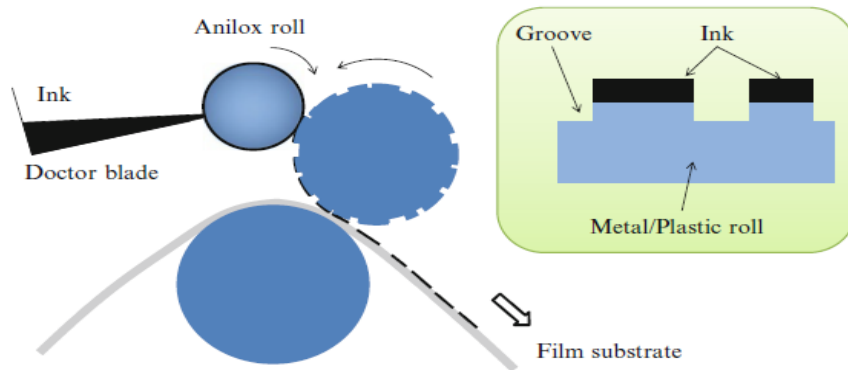 Anilox roll
Ink
Doctor blade
Film substrate
Groove
Ink
Metal/Plastic roll